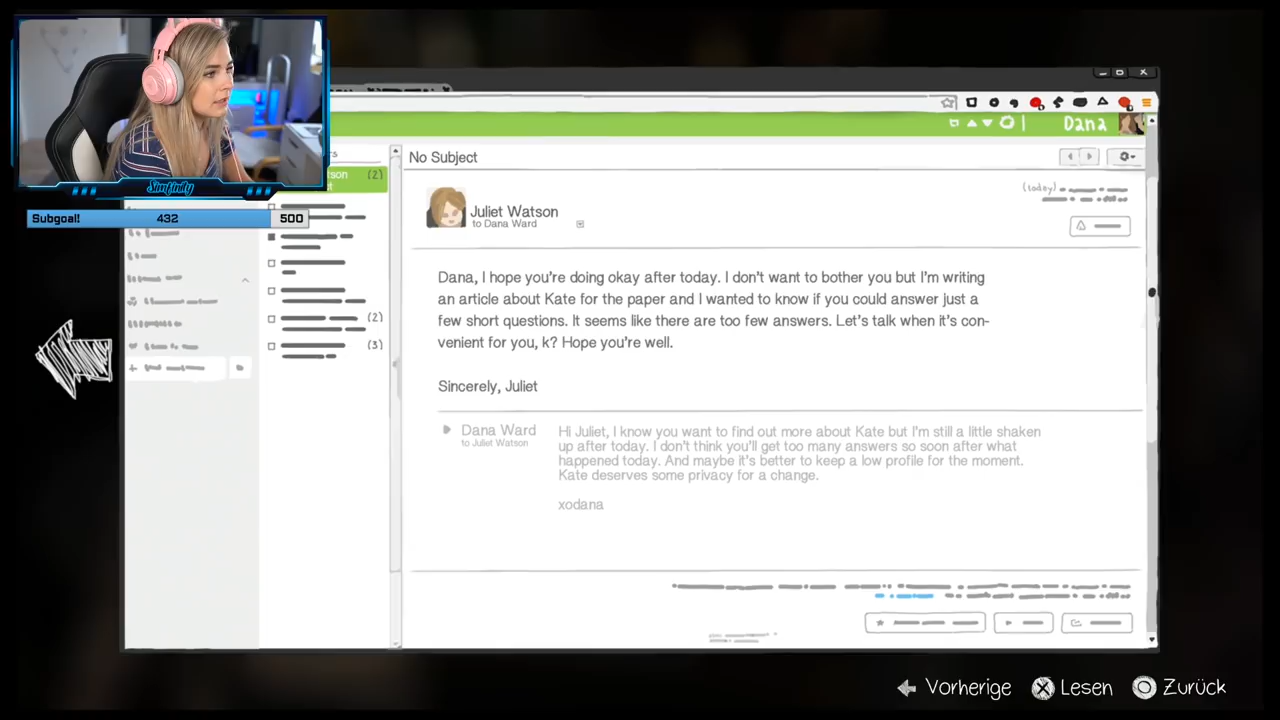 Simfinity
Subgoal! 432 500
Dana
(2)
No Subject
(today)
Juliet Watson
to Dana Ward
Dana, I hope you're doing okay after today. I don't want to bother you but I'm writing
an article about Kate for the paper and I wanted to know if you could answer just a
few short questions. It seems like there are too few answers. Let's talk when it's con-
venient for you, k? Hope you're well.
Sincerely, Juliet
(2)
(3)
Dana Ward
to Juliet Watson
Hi Juliet, I know you want to find out more about Kate but I'm still a little shaken
up after today. I don't think you'll get too many answers so soon after what
happened today. And maybe it's better to keep a low profile for the moment.
Kate deserves some privacy for a change.
xodana
Vorherige Lesen Zurück